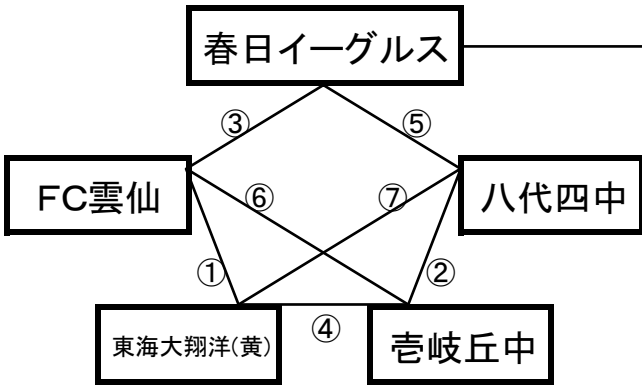 春日イーグルス
③
⑤
FC雲仙
⑥
⑦
八代四中
①
②
東海大翔洋(黄)
④
壱岐丘中